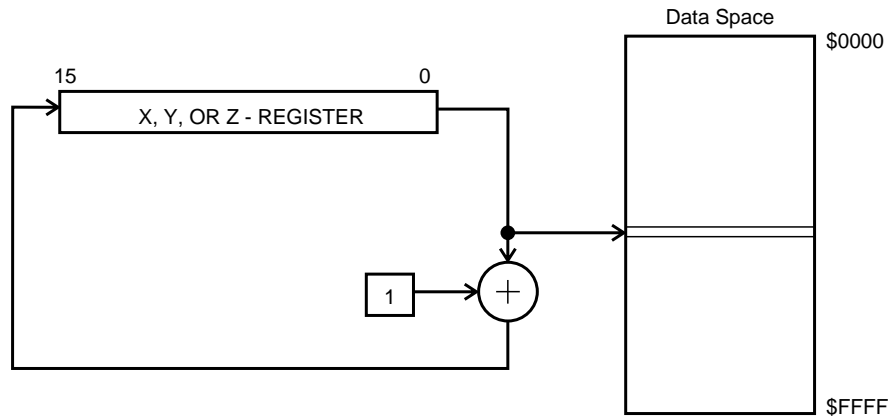 Data Space
$0000
15 0
X, Y, OR Z - REGISTER
1
+
$FFFF